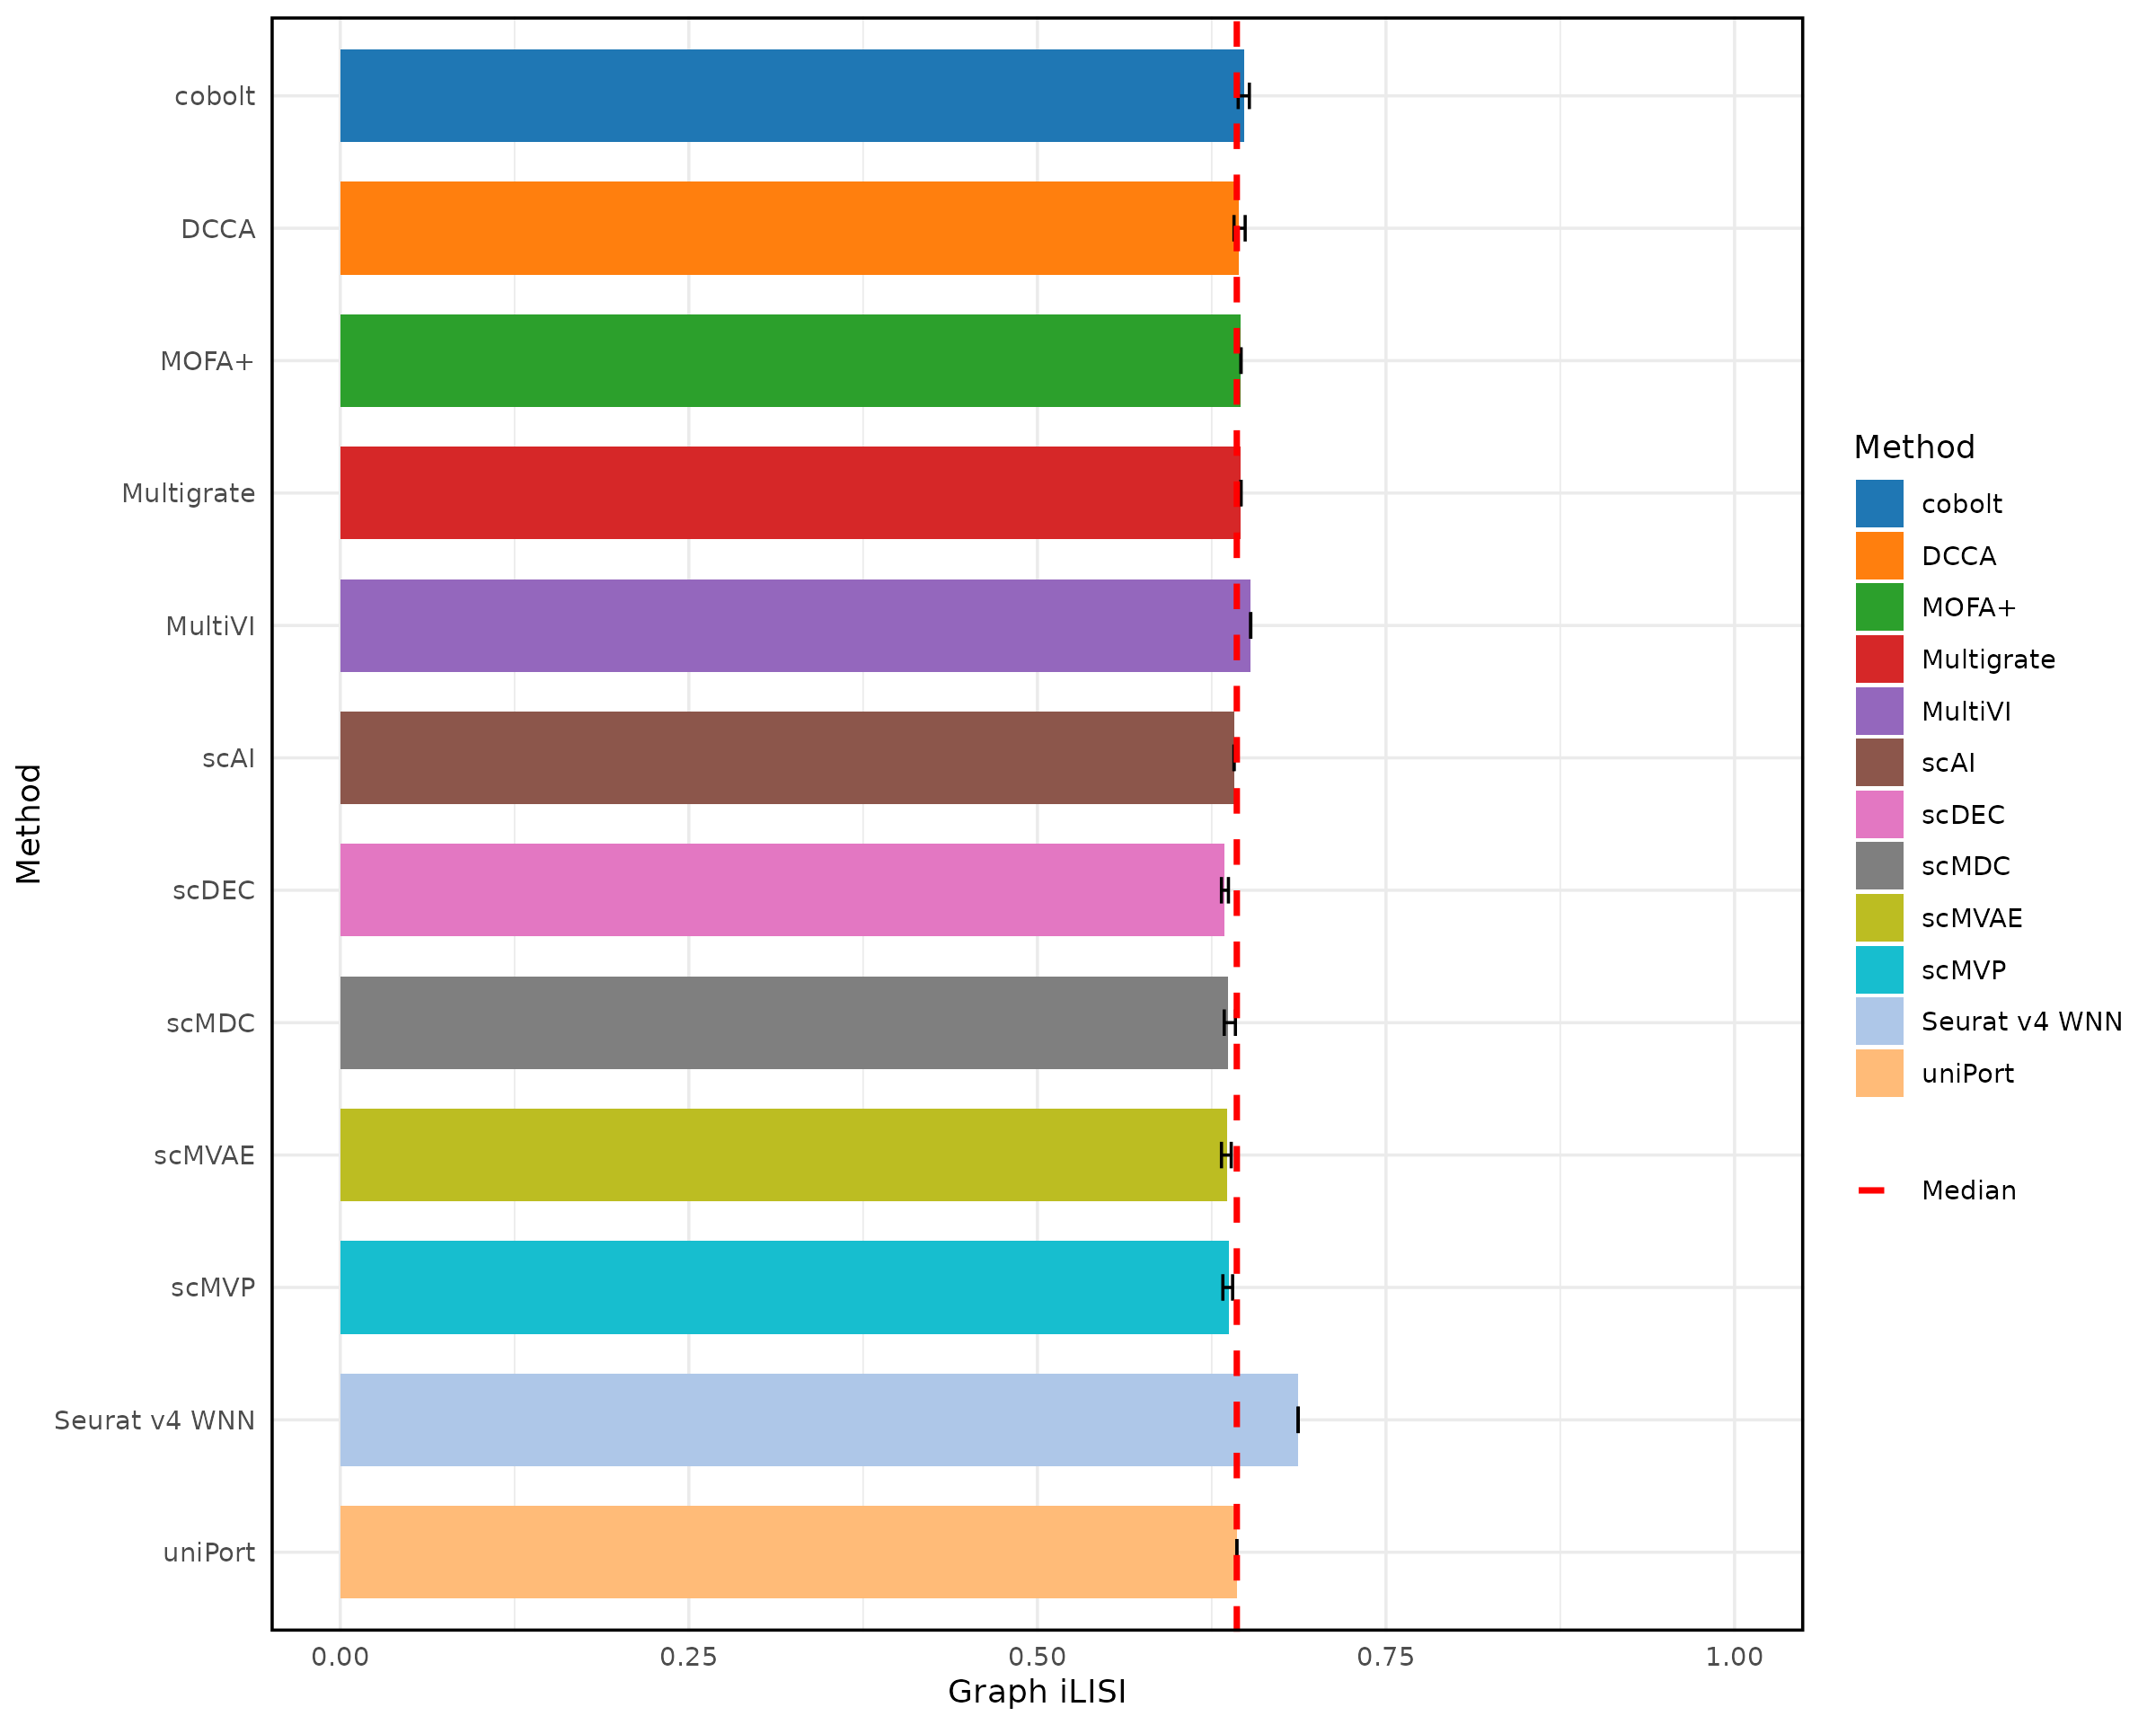 Method
cobolt
DCCA
MOFA+
Multigrate
MultiVI
scAI
scDEC
scMDC
scMVAE
scMVP
Seurat v4 WNN
uniPort
0.00 0.25 0.50 0.75 1.00
Graph iLISI
Method
cobolt
DCCA
MOFA+
Multigrate
MultiVI
scAI
scDEC
scMDC
scMVAE
scMVP
Seurat v4 WNN
uniPort
Median